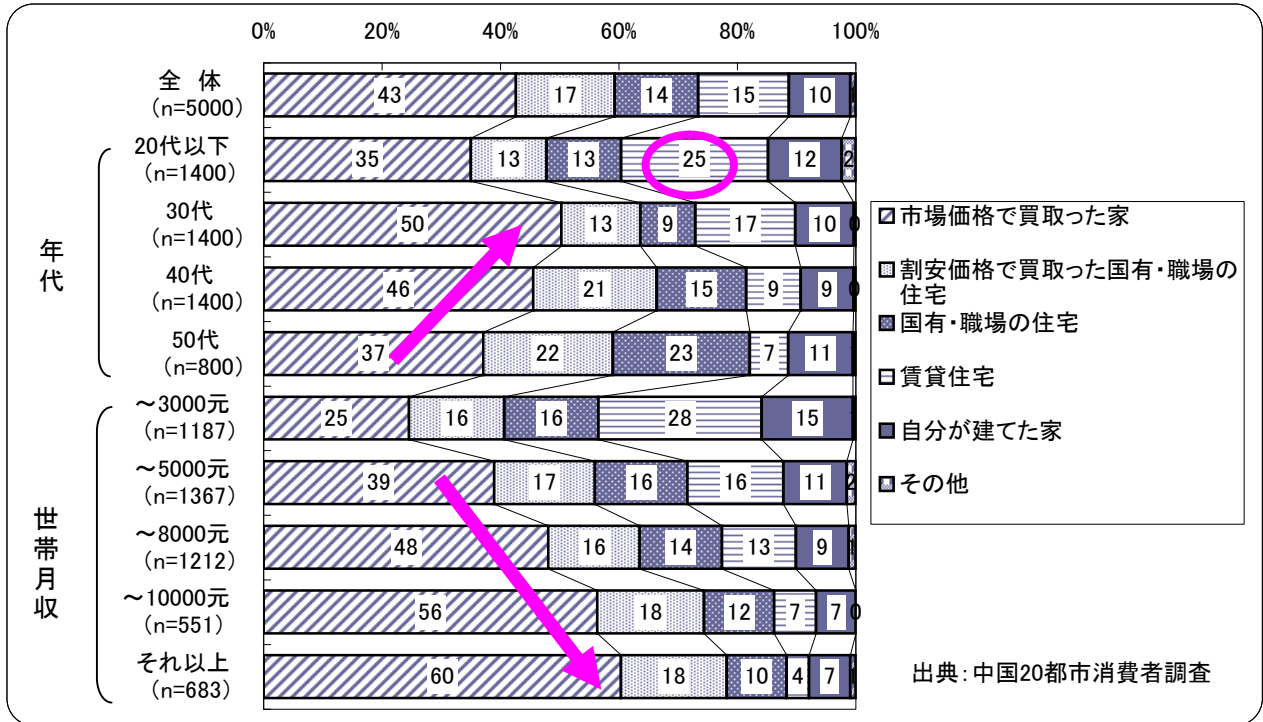 0% 20% 40% 60% 80% 100%
全 体
(n=5000)
43 17 14 15 10
20代以下
(n=1400)
35 13 13 25 12 2
30代
(n=1400)
50 13 9 17 10 0
40代
(n=1400)
46 21 15 9 9 0
50代
(n=800)
37 22 23 7 11
～3000元
(n=1187)
25 16 16 28 15
～5000元
(n=1367)
39 17 16 16 11 2
～8000元
(n=1212)
48 16 14 13 9 1
～10000元
(n=551)
56 18 12 7 7 0
それ以上
(n=683)
60 18 10 4 7
年代
世帯月収
市場価格で買取った家
割安価格で買取った国有・職場の
住宅
国有・職場の住宅
賃貸住宅
自分が建てた家
その他
出典：中国20都市消費者調査